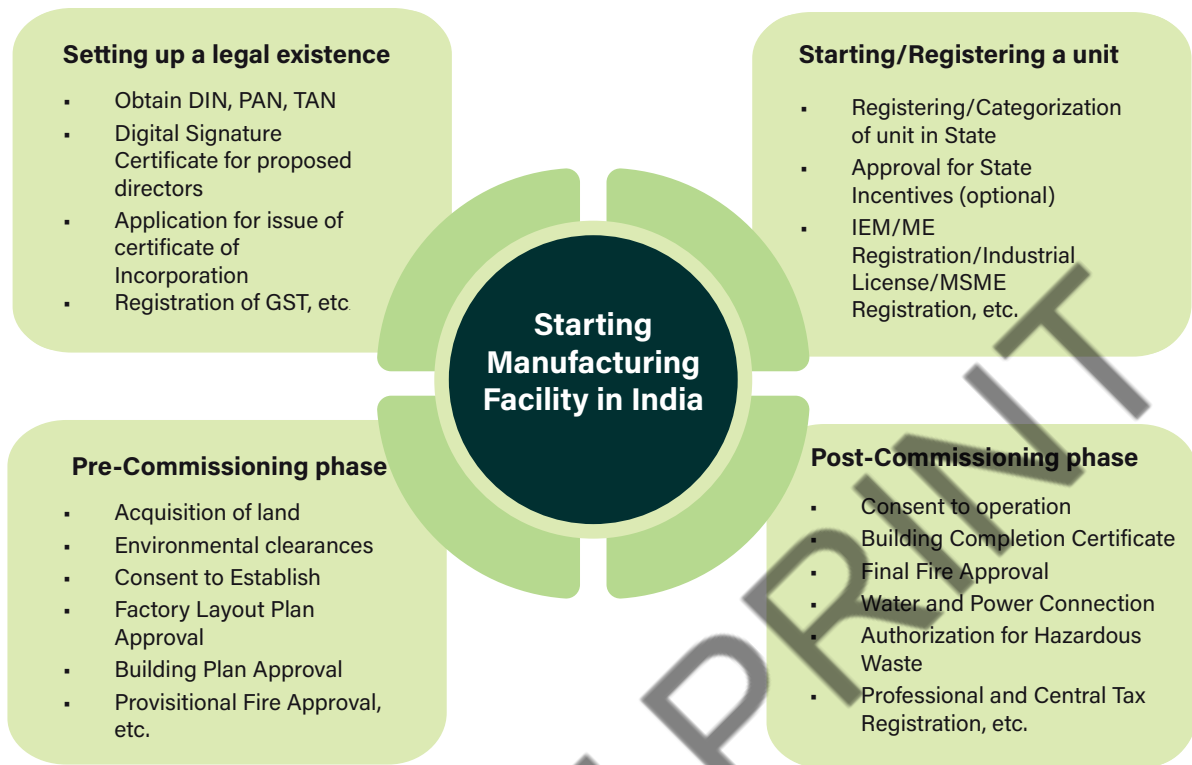 Setting up a legal existence
▪ Obtain DIN, PAN, TAN
▪ Digital Signature
Certificate for proposed
directors
▪ Application for issue of
certificate of
Incorporation
▪ Registration of GST, etc
Starting/Registering a unit
▪ Registering/Categorization
of unit in State
▪ Approval for State
Incentives (optional)
▪ IEM/ME
Registration/Industrial
License/MSME
Registration, etc.
Starting
Manufacturing
Facility in India
Pre-Commissioning phase
▪ Acquisition of land
▪ Environmental clearances
▪ Consent to Establish
▪ Factory Layout Plan
Approval
▪ Building Plan Approval
▪ Provisitional Fire Approval,
etc.
Post-Commissioning phase
▪ Consent to operation
▪ Building Completion Certificate
▪ Final Fire Approval
▪ Water and Power Connection
▪ Authorization for Hazardous
Waste
▪ Professional and Central Tax
Registration, etc.
PRINT